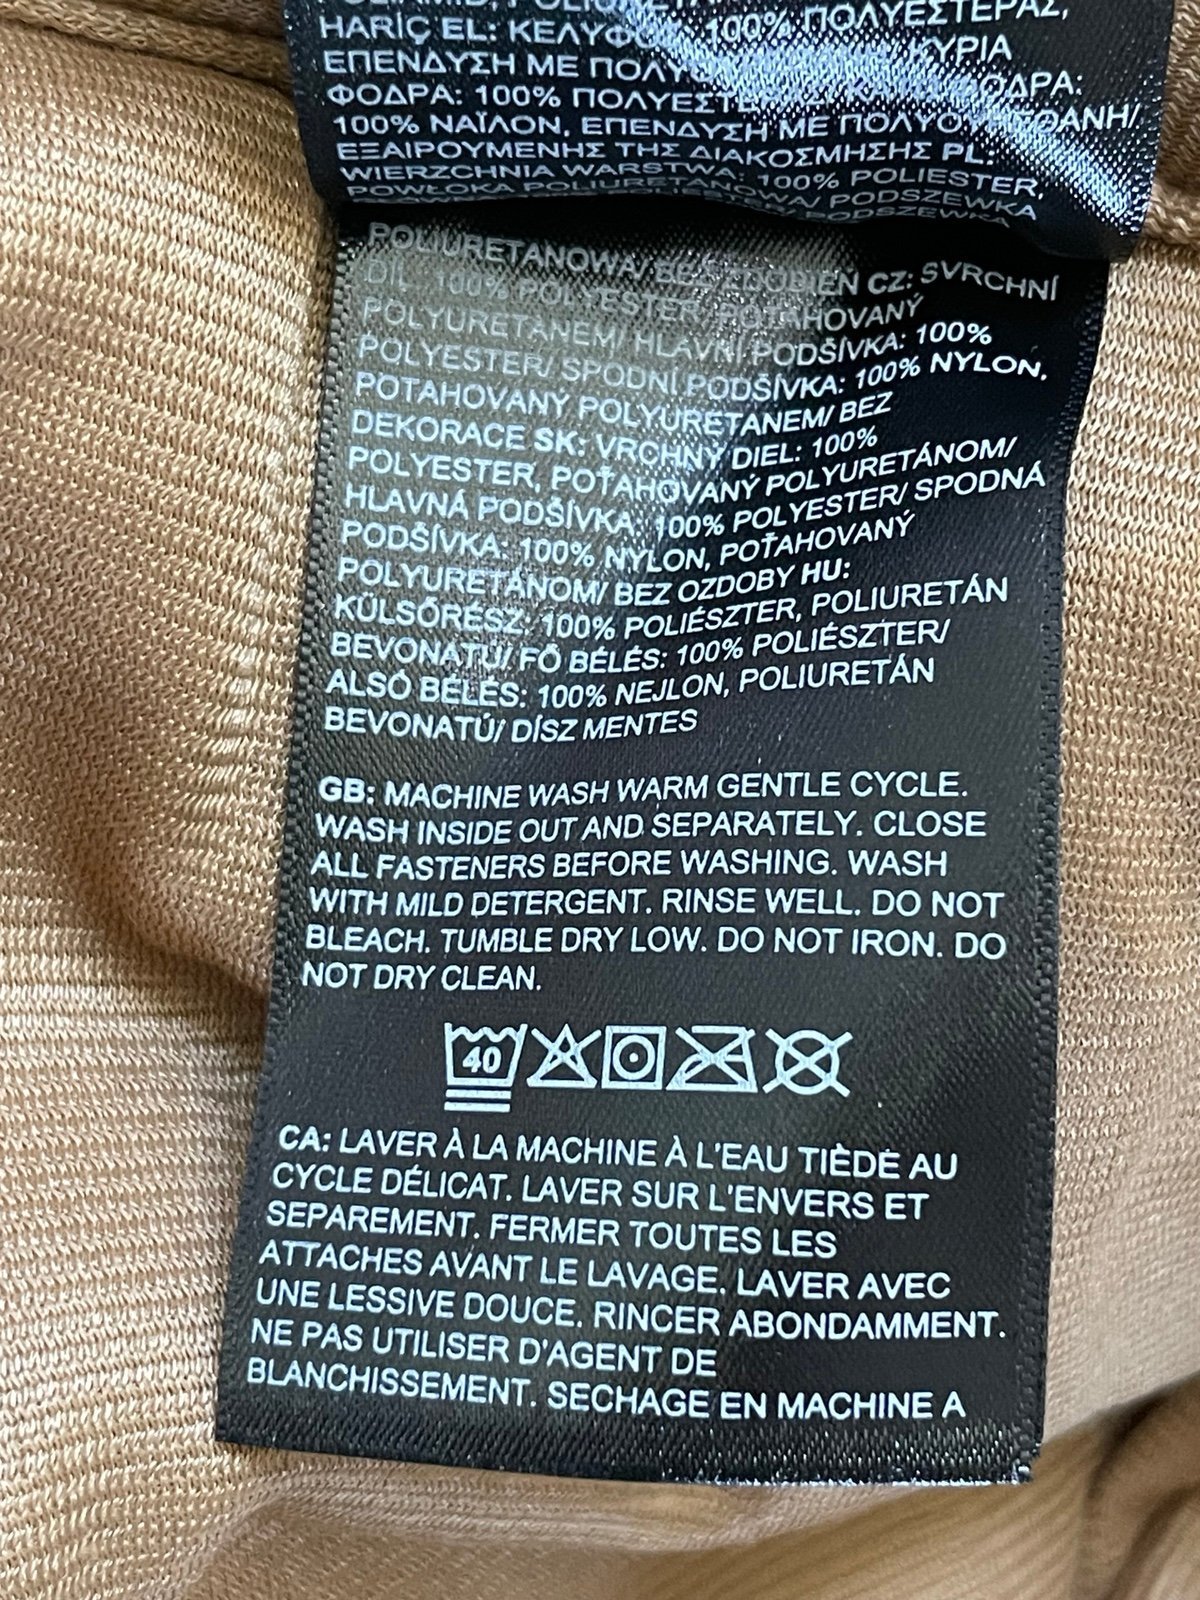 HARİÇ EL: ΚΕΛΥΦΟΣ: 100% ΠΟΛΥΕΣΤΕΡΑΣ,
ΕΠΕΝΔΥΣΗ ΜΕ ΚΥΡΙΑ
ΦΟΔΡΑ: 100% ΦΟΔΡΑ:
100% ΝΑΪΛΟΝ, ΕΠΕΝΔΥΣΗ ΜΕ ΠΟΛΥΟΥΡΕΘΑΝΗ/
ΕΞΑΙΡΟΥΜΕΝΗΣ ΤΗΣ ΔΙΑΚΟΣΜΗΣΗΣ PL:
WIERZCHNIA WARSTWA: 100% POLIESTER,
POWŁOKA POLIURETANOWA/ PODSZEWKA
PODSZEWKA
POLIURETANOWA/ BEZ ZDOBIEŃ CZ: SVRCHNÍ
DÍL: 100% POLYESTER, POTAHOVANÝ
POLYURETANEM/ HLAVNÍ PODŠÍVKA: 100%
POLYESTER/ SPODNÍ PODŠÍVKA: 100% NYLON,
POTAHOVANÝ POLYURETANEM/ BEZ
DEKORACE SK: VRCHNÝ DIEL: 100%
POLYESTER, POŤAHOVANÝ POLYURETÁNOM/
HLAVNÁ PODŠÍVKA: 100% POLYESTER/ SPODNÁ
PODŠÍVKA: 100% NYLON, POŤAHOVANÝ
POLYURETÁNOM/ BEZ OZDOBY HU:
KÜLSŐRÉSZ: 100% POLIÉSZTER, POLIURETÁN
BEVONATÚ/ FŐ BÉLÉS: 100% POLIÉSZTER/
ALSÓ BÉLÉS: 100% NEJLON, POLIURETÁN
BEVONATÚ/ DÍSZ MENTES
GB: MACHINE WASH WARM GENTLE CYCLE.
WASH INSIDE OUT AND SEPARATELY. CLOSE
ALL FASTENERS BEFORE WASHING. WASH
WITH MILD DETERGENT. RINSE WELL. DO NOT
BLEACH. TUMBLE DRY LOW. DO NOT IRON. DO
NOT DRY CLEAN.
40
CA: LAVER À LA MACHINE À L'EAU TIÈDE AU
CYCLE DÉLICAT. LAVER SUR L'ENVERS ET
SEPAREMENT. FERMER TOUTES LES
ATTACHES AVANT LE LAVAGE. LAVER AVEC
UNE LESSIVE DOUCE. RINCER ABONDAMMENT.
NE PAS UTILISER D'AGENT DE
BLANCHISSEMENT. SECHAGE EN MACHINE A